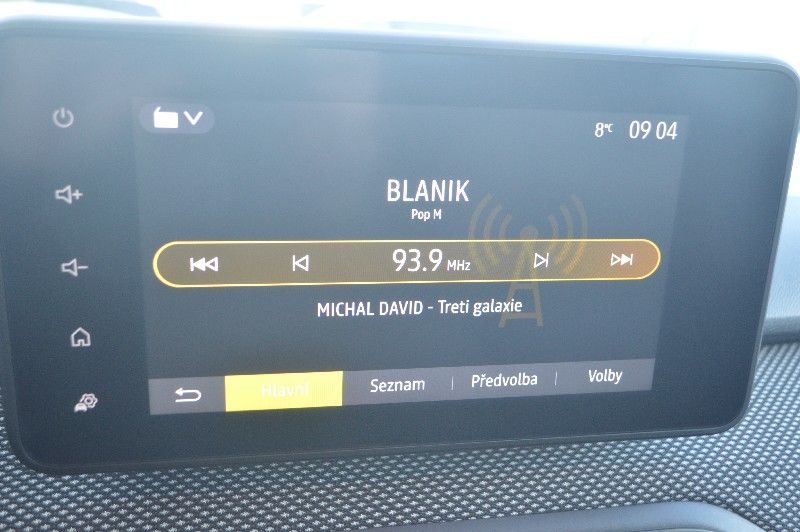 8°C 09 04
BLANIK
Pop M
93.9 MHz
MICHAL DAVID - Treti galaxie
Hlavní Seznam Předvolba Volby